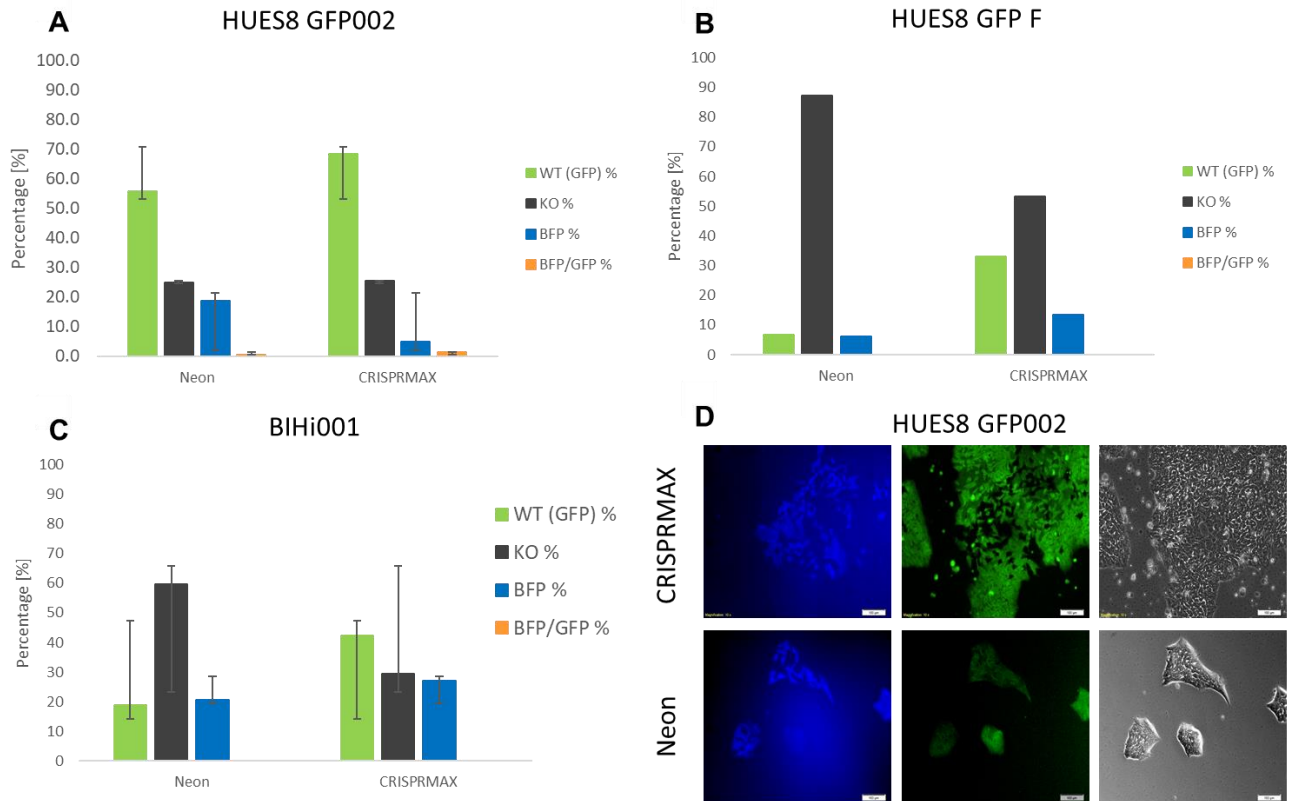 A
HUES8 GFP002
Percentage [%]
100.0
90.0
80.0
70.0
60.0
50.0
40.0
30.0
20.0
10.0
0.0
Neon
CRISPRMAX
WT (GFP) %
KO %
BFP %
BFP/GFP %
B
HUES8 GFP F
Percentage [%]
100
90
80
70
60
50
40
30
20
10
0
Neon
CRISPRMAX
WT (GFP) %
KO %
BFP %
BFP/GFP %
C
BIHi001
Percentage [%]
100
90
80
70
60
50
40
30
20
10
0
Neon
CRISPRMAX
WT (GFP) %
KO %
BFP %
BFP/GFP %
D
HUES8 GFP002
CRISPRMAX
Neon